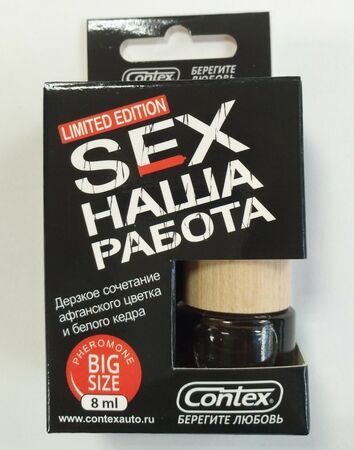 Contex®
БЕРЕГИТЕ
ЛЮБОВЬ
LIMITED EDITION
SEX
НАША
РАБОТА
Дерзкое сочетание
афганского цветка
и белого кедра
PHEROMONE
BIG
SIZE
8 ml
www.contexauto.ru
Contex®
БЕРЕГИТЕ ЛЮБОВЬ